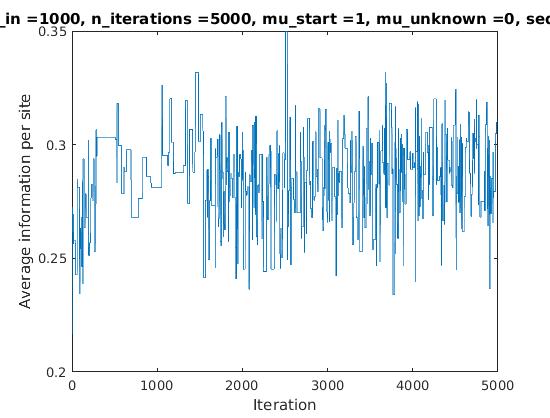 _in =1000, n_iterations =5000, mu_start =1, mu_unknown =0, sec
0.35
0.3
0.25
0.2
Average information per site
0 1000 2000 3000 4000 5000
Iteration